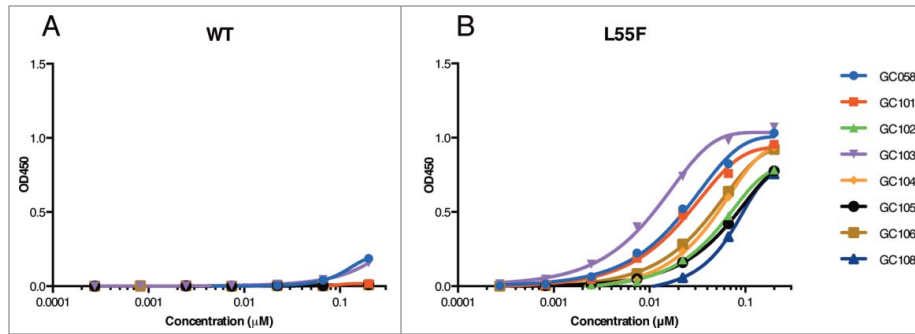 A
WT
1.5
1.0
0.5
0.0
OD450
0.0001
0.001
0.01
0.1
Concentration (μM)
B
L55F
1.5
1.0
0.5
0.0
OD450
0.0001
0.01
0.1
Concentration (µM)
GC058
GC101
GC102
GC103
GC104
GC105
GC106
GC108